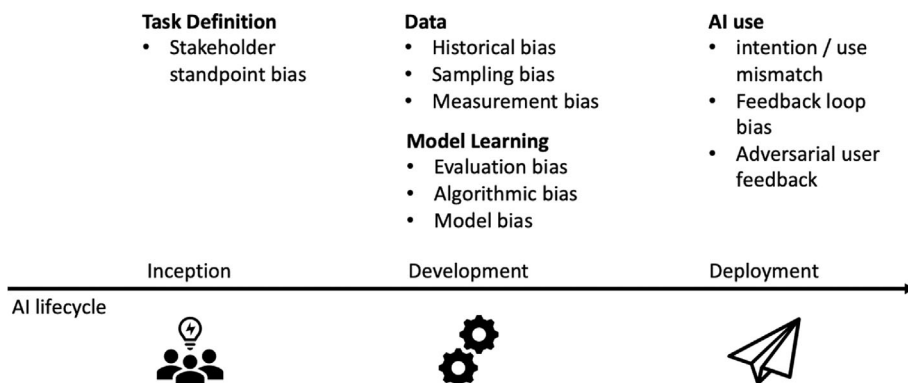 Task Definition
• Stakeholder
standpoint bias
Data
• Historical bias
• Sampling bias
• Measurement bias
Model Learning
• Evaluation bias
• Algorithmic bias
• Model bias
AI use
• intention / use
mismatch
• Feedback loop
bias
• Adversarial user
feedback
Inception
Development
Deployment
AI lifecycle